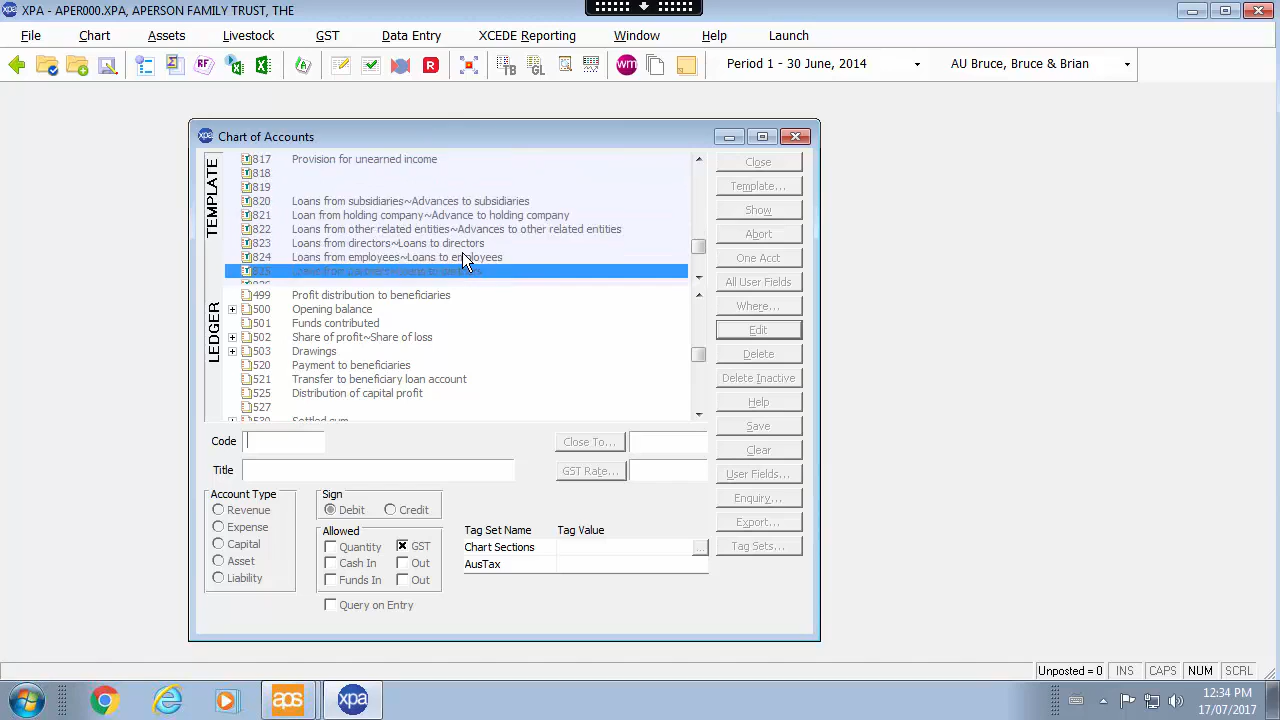 XPA - APER000.XPA, APERSON FAMILY TRUST, THE
File Chart Assets Livestock GST Data Entry XCEDE Reporting Window Help Launch
Period 1 - 30 June, 2014 AU Bruce, Bruce & Brian
Chart of Accounts
TEMPLATE
817 Provision for unearned income
818
819
820 Loans from subsidiaries~Advances to subsidiaries
821 Loan from holding company~Advance to holding company
822 Loans from other related entities~Advances to other related entities
823 Loans from directors~Loans to directors
824 Loans from employees~Loans to employees
825
LEDGER
499 Profit distribution to beneficiaries
500 Opening balance
501 Funds contributed
502 Share of profit~Share of loss
503 Drawings
520 Payment to beneficiaries
521 Transfer to beneficiary loan account
525 Distribution of capital profit
527
Settled sum
Close
Template...
Show
Abort
One Acct
All User Fields
Where...
Edit
Delete
Delete Inactive
Help
Save
Clear
User Fields...
Enquiry...
Export...
Tag Sets...
Code Close To...
Title GST Rate...
Account Type
Revenue
Expense
Capital
Asset
Liability
Sign
Debit Credit
Allowed
Quantity GST
Cash In Out
Funds In Out
Query on Entry
Tag Set Name Tag Value
Chart Sections ...
AusTax
Unposted = 0 INS CAPS NUM SCRL
aps xpa
12:34 PM
17/07/2017